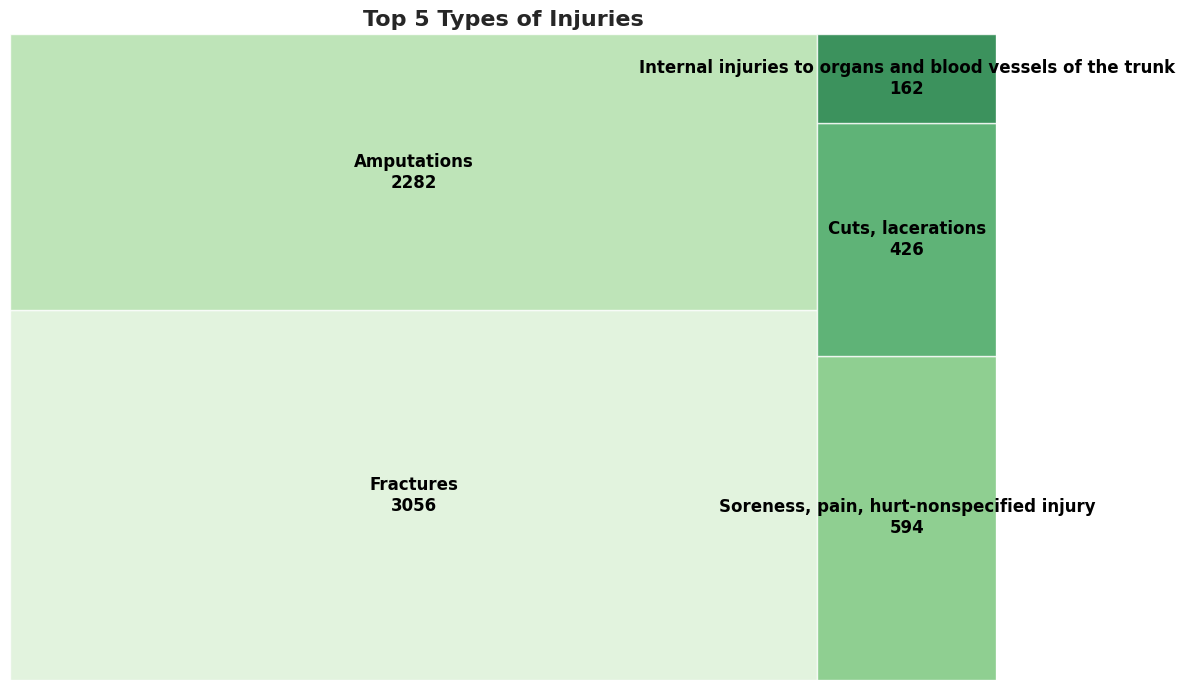 Top 5 Types of Injuries
Internal injuries to organs and blood vessels of the trunk
162
Amputations
2282
Cuts, lacerations
426
Fractures
3056
Soreness, pain, hurt-nonspecified injury
594